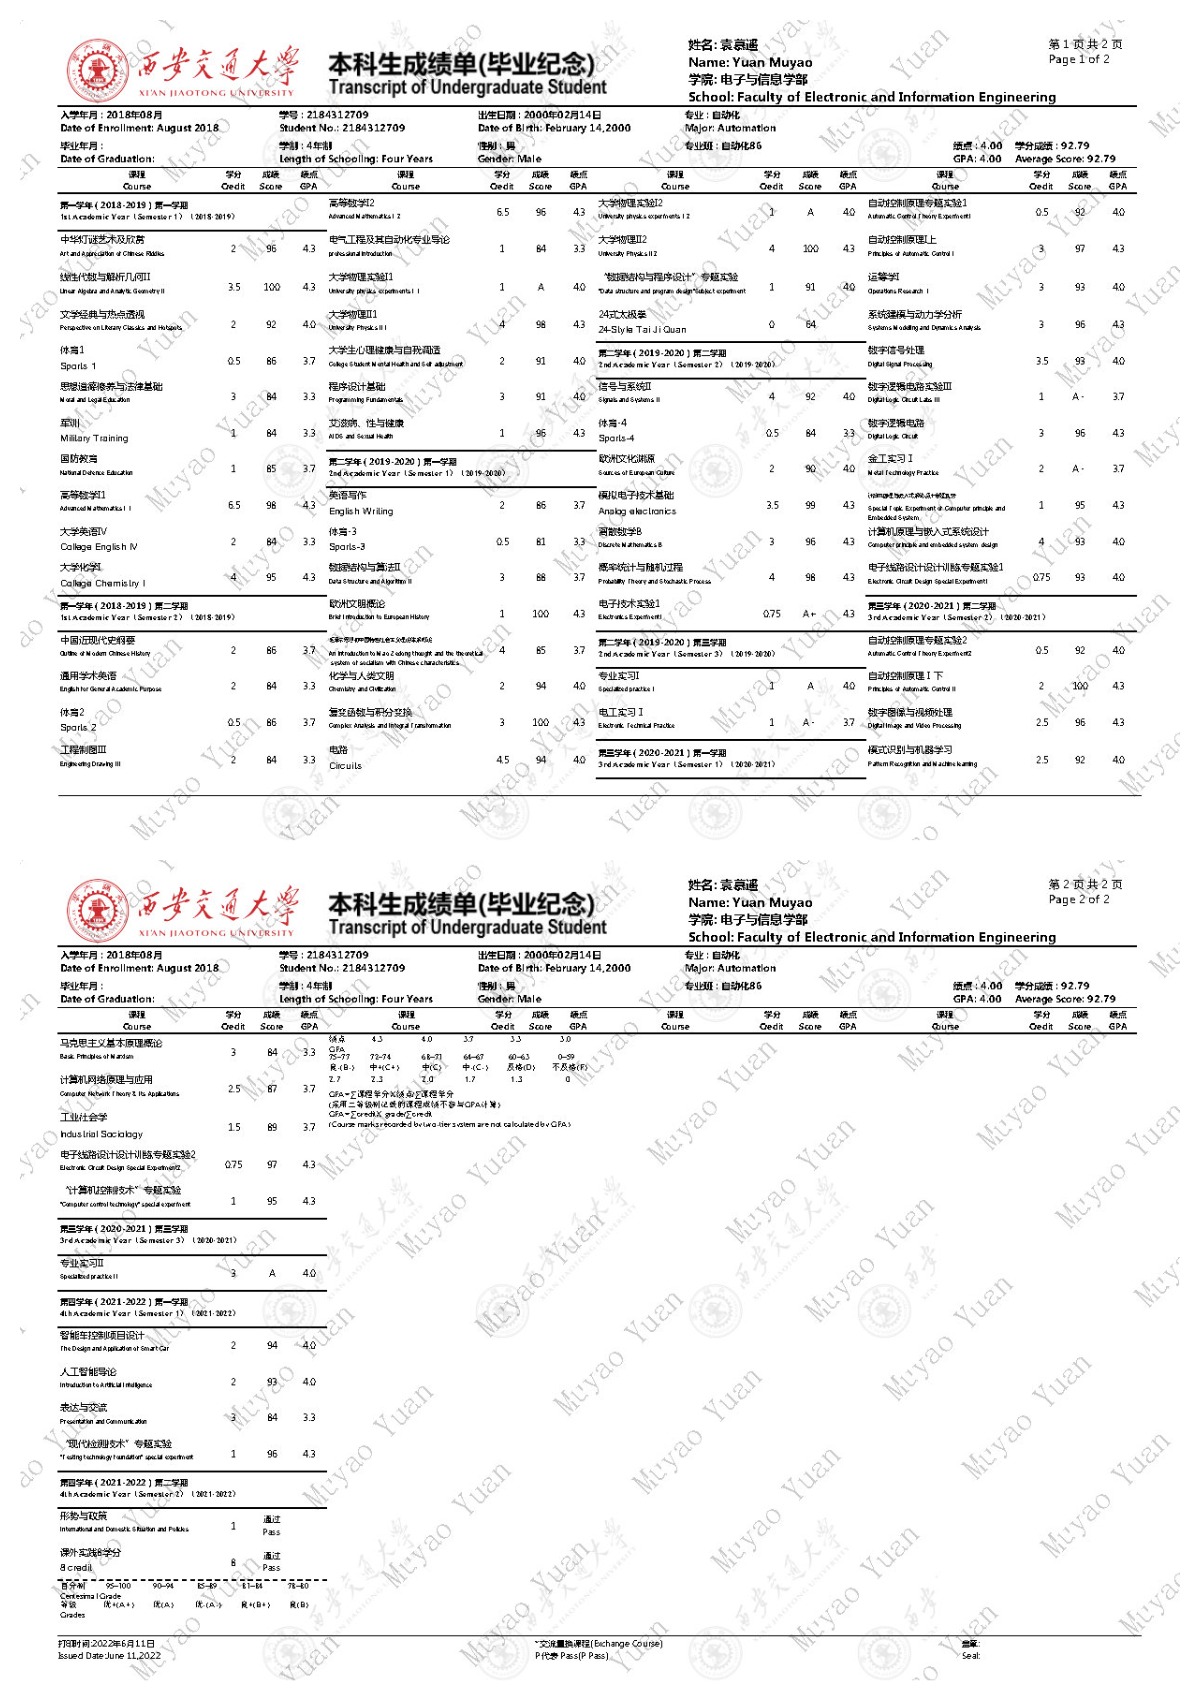 西安交通大学
XI'AN JIAOTONG UNIVERSITY
本科生成绩单(毕业纪念)
Transcript of Undergraduate Student
姓名: 袁慕遥
Name: Yuan Muyao
学院: 电子与信息学部
School: Faculty of Electronic and Information Engineering
第 1 页 共 2 页
Page 1 of 2
入学年月 : 2018年08月 学号 : 2184312709 出生日期 : 2000年02月14日 专业 : 自动化
Date of Enrollment: August 2018 Student No.: 2184312709 Date of Birth: February 14,2000 Major: Automation
毕业年月 : 学制 : 4年制 性别 : 男 专业班 : 自动化86 绩点 : 4.00 学分成绩 : 92.79
Date of Graduation: Length of Schooling: Four Years Gender: Male GPA: 4.00 Average Score: 92.79
课程 学分 成绩 绩点 课程 学分 成绩 绩点 课程 学分 成绩 绩点 课程 学分 成绩 绩点
Course Credit Score GPA Course Credit Score GPA Course Credit Score GPA Course Credit Score GPA
第一学年 ( 2018-2019 ) 第一学期
1st Academic Year (Semester 1) (2018-2019)
中华灯谜艺术及欣赏
Art and Appreciation of Chinese Riddles 2 96 4.3
线性代数与解析几何II
Linear Algebra and Analytic Geometry II 3.5 100 4.3
文学经典与热点透视
Perspective on Literary Classics and Hotspots 2 92 4.0
体育1
Sports 1 0.5 86 3.7
思想道德修养与法律基础
Moral and Legal Education 3 84 3.3
军训
Military Training 1 84 3.3
国防教育
National Defense Education 1 85 3.7
高等数学I1
Advanced Mathematics I 1 6.5 98 4.3
大学英语IV
College English IV 2 84 3.3
大学化学I
College Chemistry I 4 95 4.3
第一学年 ( 2018-2019 ) 第二学期
1st Academic Year (Semester 2) (2018-2019)
中国近现代史纲要
Outline of Modern Chinese History 2 86 3.7
通用学术英语
English for General Academic Purpose 2 84 3.3
体育2
Sports 2 0.5 86 3.7
工程制图III
Engineering Drawing III 2 84 3.3
高等数学I2
Advanced Mathematics I 2 6.5 96 4.3
电气工程及其自动化专业导论
professional introduction 1 84 3.3
大学物理实验I1
University physics experiments I 1 1 A 4.0
大学物理II1
University Physics II 1 4 98 4.3
大学生心理健康与自我调适
College Student Mental Health and Self adjustment 2 91 4.0
程序设计基础
Programming Fundamentals 3 91 4.0
艾滋病、性与健康
AIDS and Sexual Health 1 96 4.3
第二学年 ( 2019-2020 ) 第一学期
2nd Academic Year (Semester 1) (2019-2020)
英语写作
English Writing 2 86 3.7
体育-3
Sports-3 0.5 81 3.3
数据结构与算法II
Data Structure and Algorithm II 3 88 3.7
欧洲文明概论
Brief Introduction to European History 1 100 4.3
毛泽东思想和中国特色社会主义理论体系概论
An introduction to Mao Zedong thought and the theoretical system of socialism with Chinese characteristics 4 85 3.7
化学与人类文明
Chemistry and Civilization 2 94 4.0
复变函数与积分变换
Complex Analysis and Integral Transformation 3 100 4.3
电路
Circuits 4.5 94 4.0
大学物理实验I2
University physics experiments I 2 1 A 4.0
大学物理II2
University Physics II 2 4 100 4.3
“数据结构与程序设计”专题实验
"Data structure and program design"Subject experiment 1 91 4.0
24式太极拳
24-Style Tai Ji Quan 0 64
第二学年 ( 2019-2020 ) 第二学期
2nd Academic Year (Semester 2) (2019-2020)
信号与系统II
Signals and Systems II 4 92 4.0
体育-4
Sports-4 0.5 84 3.3
欧洲文化渊源
Sources of European Culture 2 90 4.0
模拟电子技术基础
Analog electronics 3.5 99 4.3
离散数学B
Discrete Mathematics B 3 96 4.3
概率统计与随机过程
Probability Theory and Stochastic Process 4 98 4.3
电子技术实验1
Electronics Experiment I 0.75 A+ 4.3
第二学年 ( 2019-2020 ) 第三学期
2nd Academic Year (Semester 3) (2019-2020)
专业实习I
Specialized practice I 1 A 4.0
电工实习 I
Electronic Technical Practice 1 A- 3.7
第三学年 ( 2020-2021 ) 第一学期
3rd Academic Year (Semester 1) (2020-2021)
自动控制原理专题实验1
Automatic Control Theory Experiment1 0.5 92 4.0
自动控制原理I上
Principles of Automatic Control I 3 97 4.3
运筹学I
Operations Research I 3 93 4.0
系统建模与动力学分析
Systems Modeling and Dynamics Analysis 3 96 4.3
数字信号处理
Digital Signal Processing 3.5 93 4.0
数字逻辑电路实验III
Digital Logic Circuit Labs III 1 A- 3.7
数字逻辑电路
Digital Logic Circuit 3 96 4.3
金工实习 I
Metal Technology Practice 2 A- 3.7
Special Topic Experiment on Computer principle and Embedded System 1 95 4.3
计算机原理与嵌入式系统设计
Computer principle and embedded system design 4 93 4.0
电子线路设计设计训练专题实验1
Electronic Circuit Design Special Experiment1 0.75 93 4.0
第三学年 ( 2020-2021 ) 第二学期
3rd Academic Year (Semester 2) (2020-2021)
自动控制原理专题实验2
Automatic Control Theory Experiment2 0.5 92 4.0
自动控制原理 I 下
Principles of Automatic Control II 2 100 4.3
数字图像与视频处理
Digital Image and Video Processing 2.5 96 4.3
模式识别与机器学习
Pattern Recognition and Machine learning 2.5 92 4.0
西安交通大学
XI'AN JIAOTONG UNIVERSITY
本科生成绩单(毕业纪念)
Transcript of Undergraduate Student
姓名: 袁慕遥
Name: Yuan Muyao
学院: 电子与信息学部
School: Faculty of Electronic and Information Engineering
第 2 页 共 2 页
Page 2 of 2
入学年月 : 2018年08月 学号 : 2184312709 出生日期 : 2000年02月14日 专业 : 自动化
Date of Enrollment: August 2018 Student No.: 2184312709 Date of Birth: February 14,2000 Major: Automation
毕业年月 : 学制 : 4年制 性别 : 男 专业班 : 自动化86 绩点 : 4.00 学分成绩 : 92.79
Date of Graduation: Length of Schooling: Four Years Gender: Male GPA: 4.00 Average Score: 92.79
课程 学分 成绩 绩点 课程 学分 成绩 绩点 课程 学分 成绩 绩点 课程 学分 成绩 绩点
Course Credit Score GPA Course Credit Score GPA Course Credit Score GPA Course Credit Score GPA
马克思主义基本原理概论
Basic Principles of Marxism 3 84 3.3
计算机网络原理与应用
Computer Network Theory & Its Applications 2.5 87 3.7
工业社会学
Industrial Sociology 1.5 89 3.7
电子线路设计设计训练专题实验2
Electronic Circuit Design Special Experiment2 0.75 97 4.3
“计算机控制技术”专题实验
"Computer control technology" special experiment 1 95 4.3
第三学年 ( 2020-2021 ) 第三学期
3rd Academic Year (Semester 3) (2020-2021)
专业实习II
Specialized practice II 3 A 4.0
第四学年 ( 2021-2022 ) 第一学期
4th Academic Year (Semester 1) (2021-2022)
智能车控制项目设计
The Design and Application of Smart Car 2 94 4.0
人工智能导论
Introduction to Artificial Intelligence 2 93 4.0
表达与交流
Presentation and Communication 3 84 3.3
“现代检测技术”专题实验
"Testing technology foundation" special experiment 1 96 4.3
第四学年 ( 2021-2022 ) 第二学期
4th Academic Year (Semester 2) (2021-2022)
形势与政策 通过
International and Domestic Situation and Policies 1 Pass
课外实践8学分 通过
8 credit 8 Pass
百分制 95-100 90-94 85-89 81-84 78-80
Centesimal Grade
等级 优+(A+) 优(A) 优-(A-) 良+(B+) 良(B)
Grades
绩点 4.3 4.0 3.7 3.3 3.0
GPA
75-77 72-74 68-71 64-67 60-63 0-59
良-(B-) 中+(C+) 中(C) 中-(C-) 及格(D) 不及格(F)
2.7 2.3 2.0 1.7 1.3 0
GPA=∑课程学分X绩点/∑课程学分
(采用二等级制记载的课程成绩不参与GPA计算)
GPA=∑creditX grade/∑credit
(Course marks recorded by two-tier system are not calculated by GPA)
打印时间:2022年6月11日 *交流置换课程(Exchange Course) 盖章:
Issued Date:June 11,2022 P代表 Pass(P Pass) Seal:
Muyao Yuan